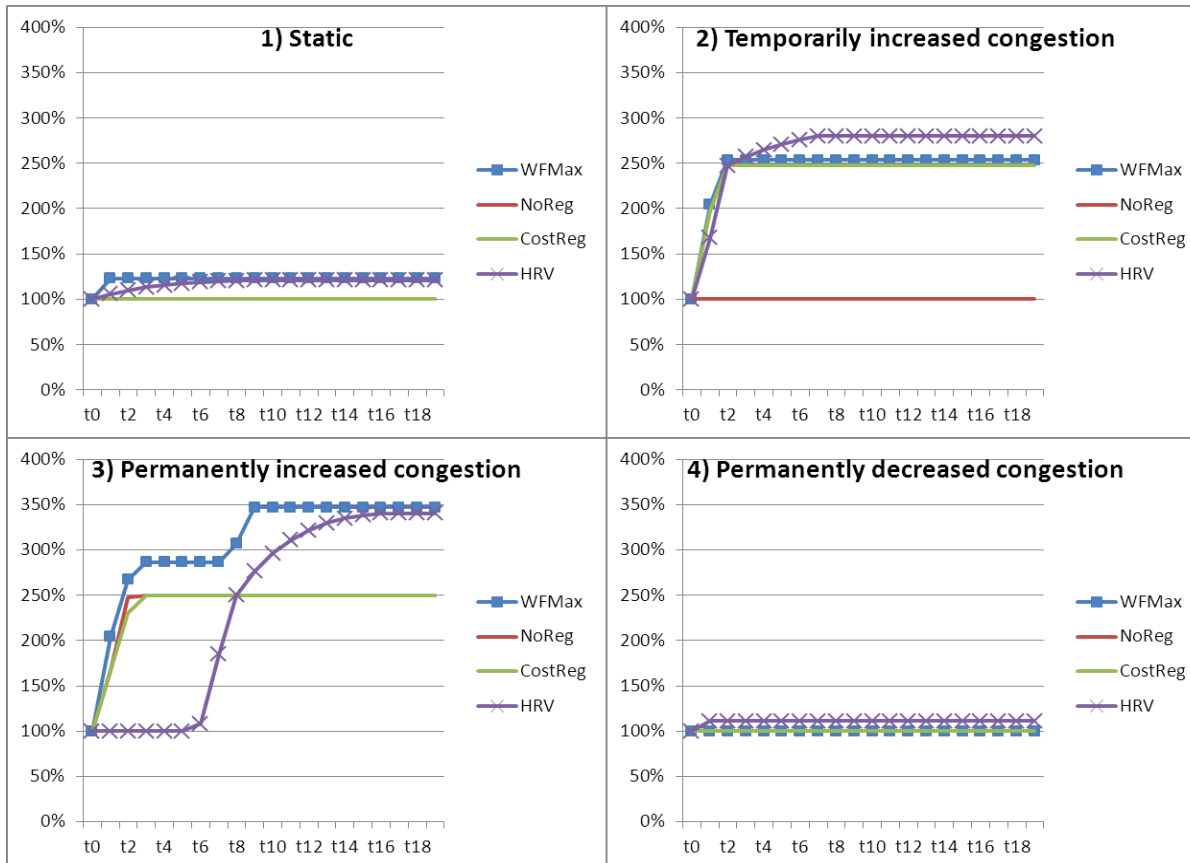 1) Static
400%
350%
300%
250%
200%
150%
100%
50%
0%
t0 t2 t4 t6 t8 t10 t12 t14 t16 t18
WFMax
NoReg
CostReg
HRV
2) Temporarily increased congestion
400%
350%
300%
250%
200%
150%
100%
50%
0%
t0 t2 t4 t6 t8 t10 t12 t14 t16 t18
WFMax
NoReg
CostReg
HRV
3) Permanently increased congestion
400%
350%
300%
250%
200%
150%
100%
50%
0%
t0 t2 t4 t6 t8 t10 t12 t14 t16 t18
WFMax
NoReg
CostReg
HRV
4) Permanently decreased congestion
400%
350%
300%
250%
200%
150%
100%
50%
0%
t0 t2 t4 t6 t8 t10 t12 t14 t16 t18
WFMax
NoReg
CostReg
HRV